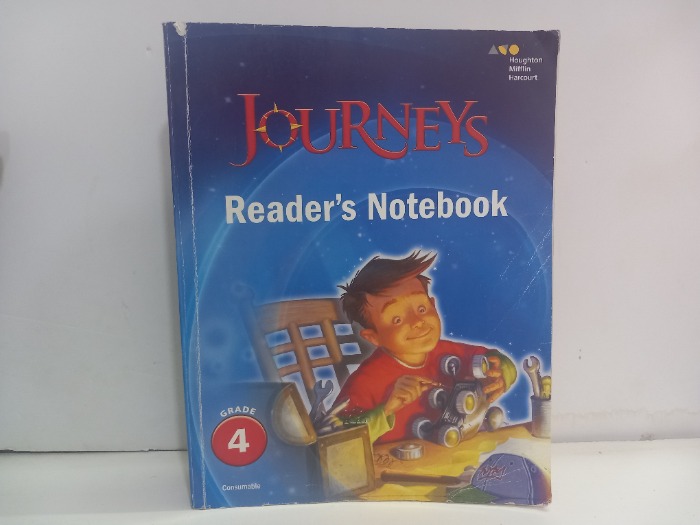 Houghton
Mifflin
Harcourt
JOURNEYS
Reader's Notebook
GRADE
4
Consumable